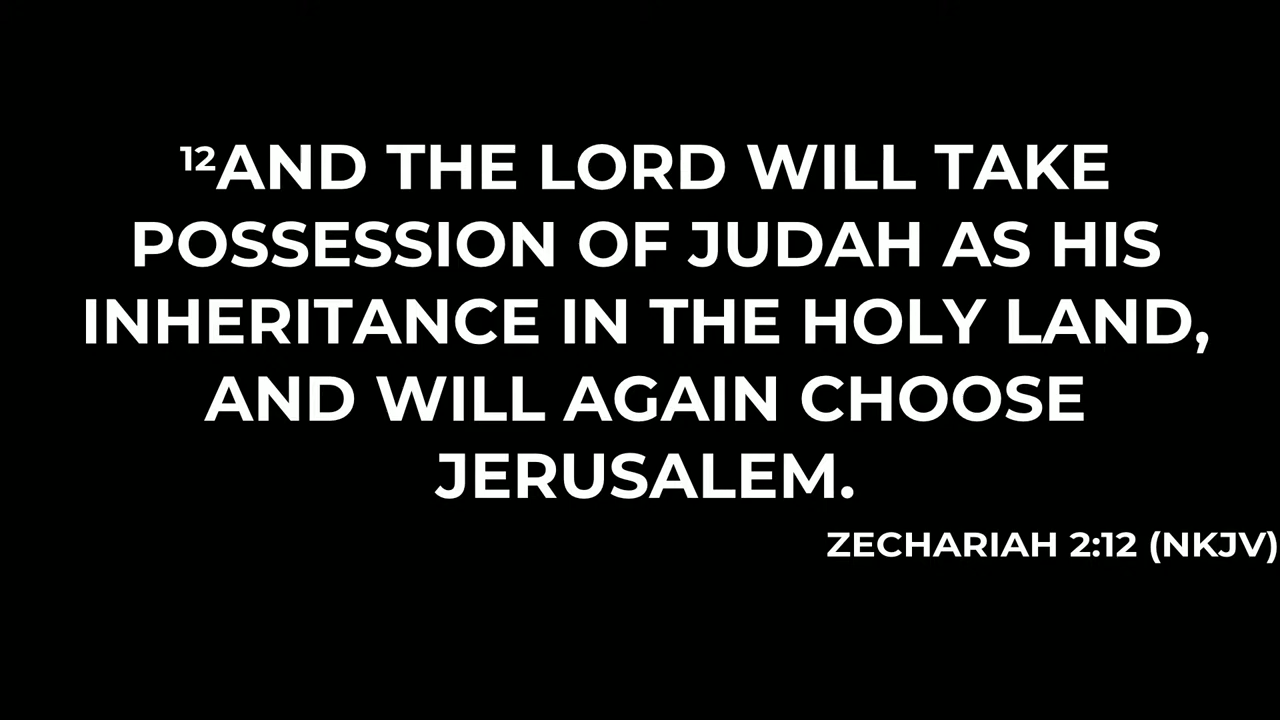 ¹²AND THE LORD WILL TAKE
POSSESSION OF JUDAH AS HIS
INHERITANCE IN THE HOLY LAND,
AND WILL AGAIN CHOOSE
JERUSALEM.
ZECHARIAH 2:12 (NKJV)